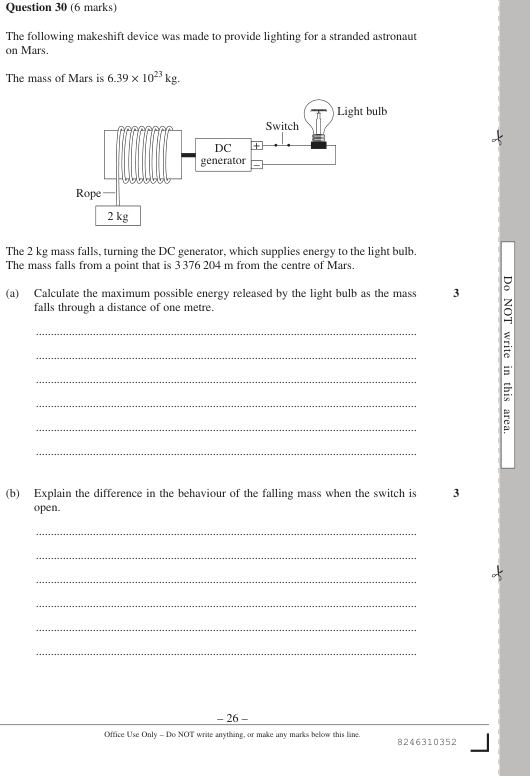 Question 30 (6 marks)
The following makeshift device was made to provide lighting for a stranded astronaut
on Mars.
The mass of Mars is 6.39 × 10²³ kg.
Light bulb
Switch
DC
generator
+
–
Rope
2 kg
The 2 kg mass falls, turning the DC generator, which supplies energy to the light bulb.
The mass falls from a point that is 3 376 204 m from the centre of Mars.
(a) Calculate the maximum possible energy released by the light bulb as the mass 3
falls through a distance of one metre.
(b) Explain the difference in the behaviour of the falling mass when the switch is 3
open.
Do NOT write in this area.
– 26 –
Office Use Only – Do NOT write anything, or make any marks below this line.
8246310352